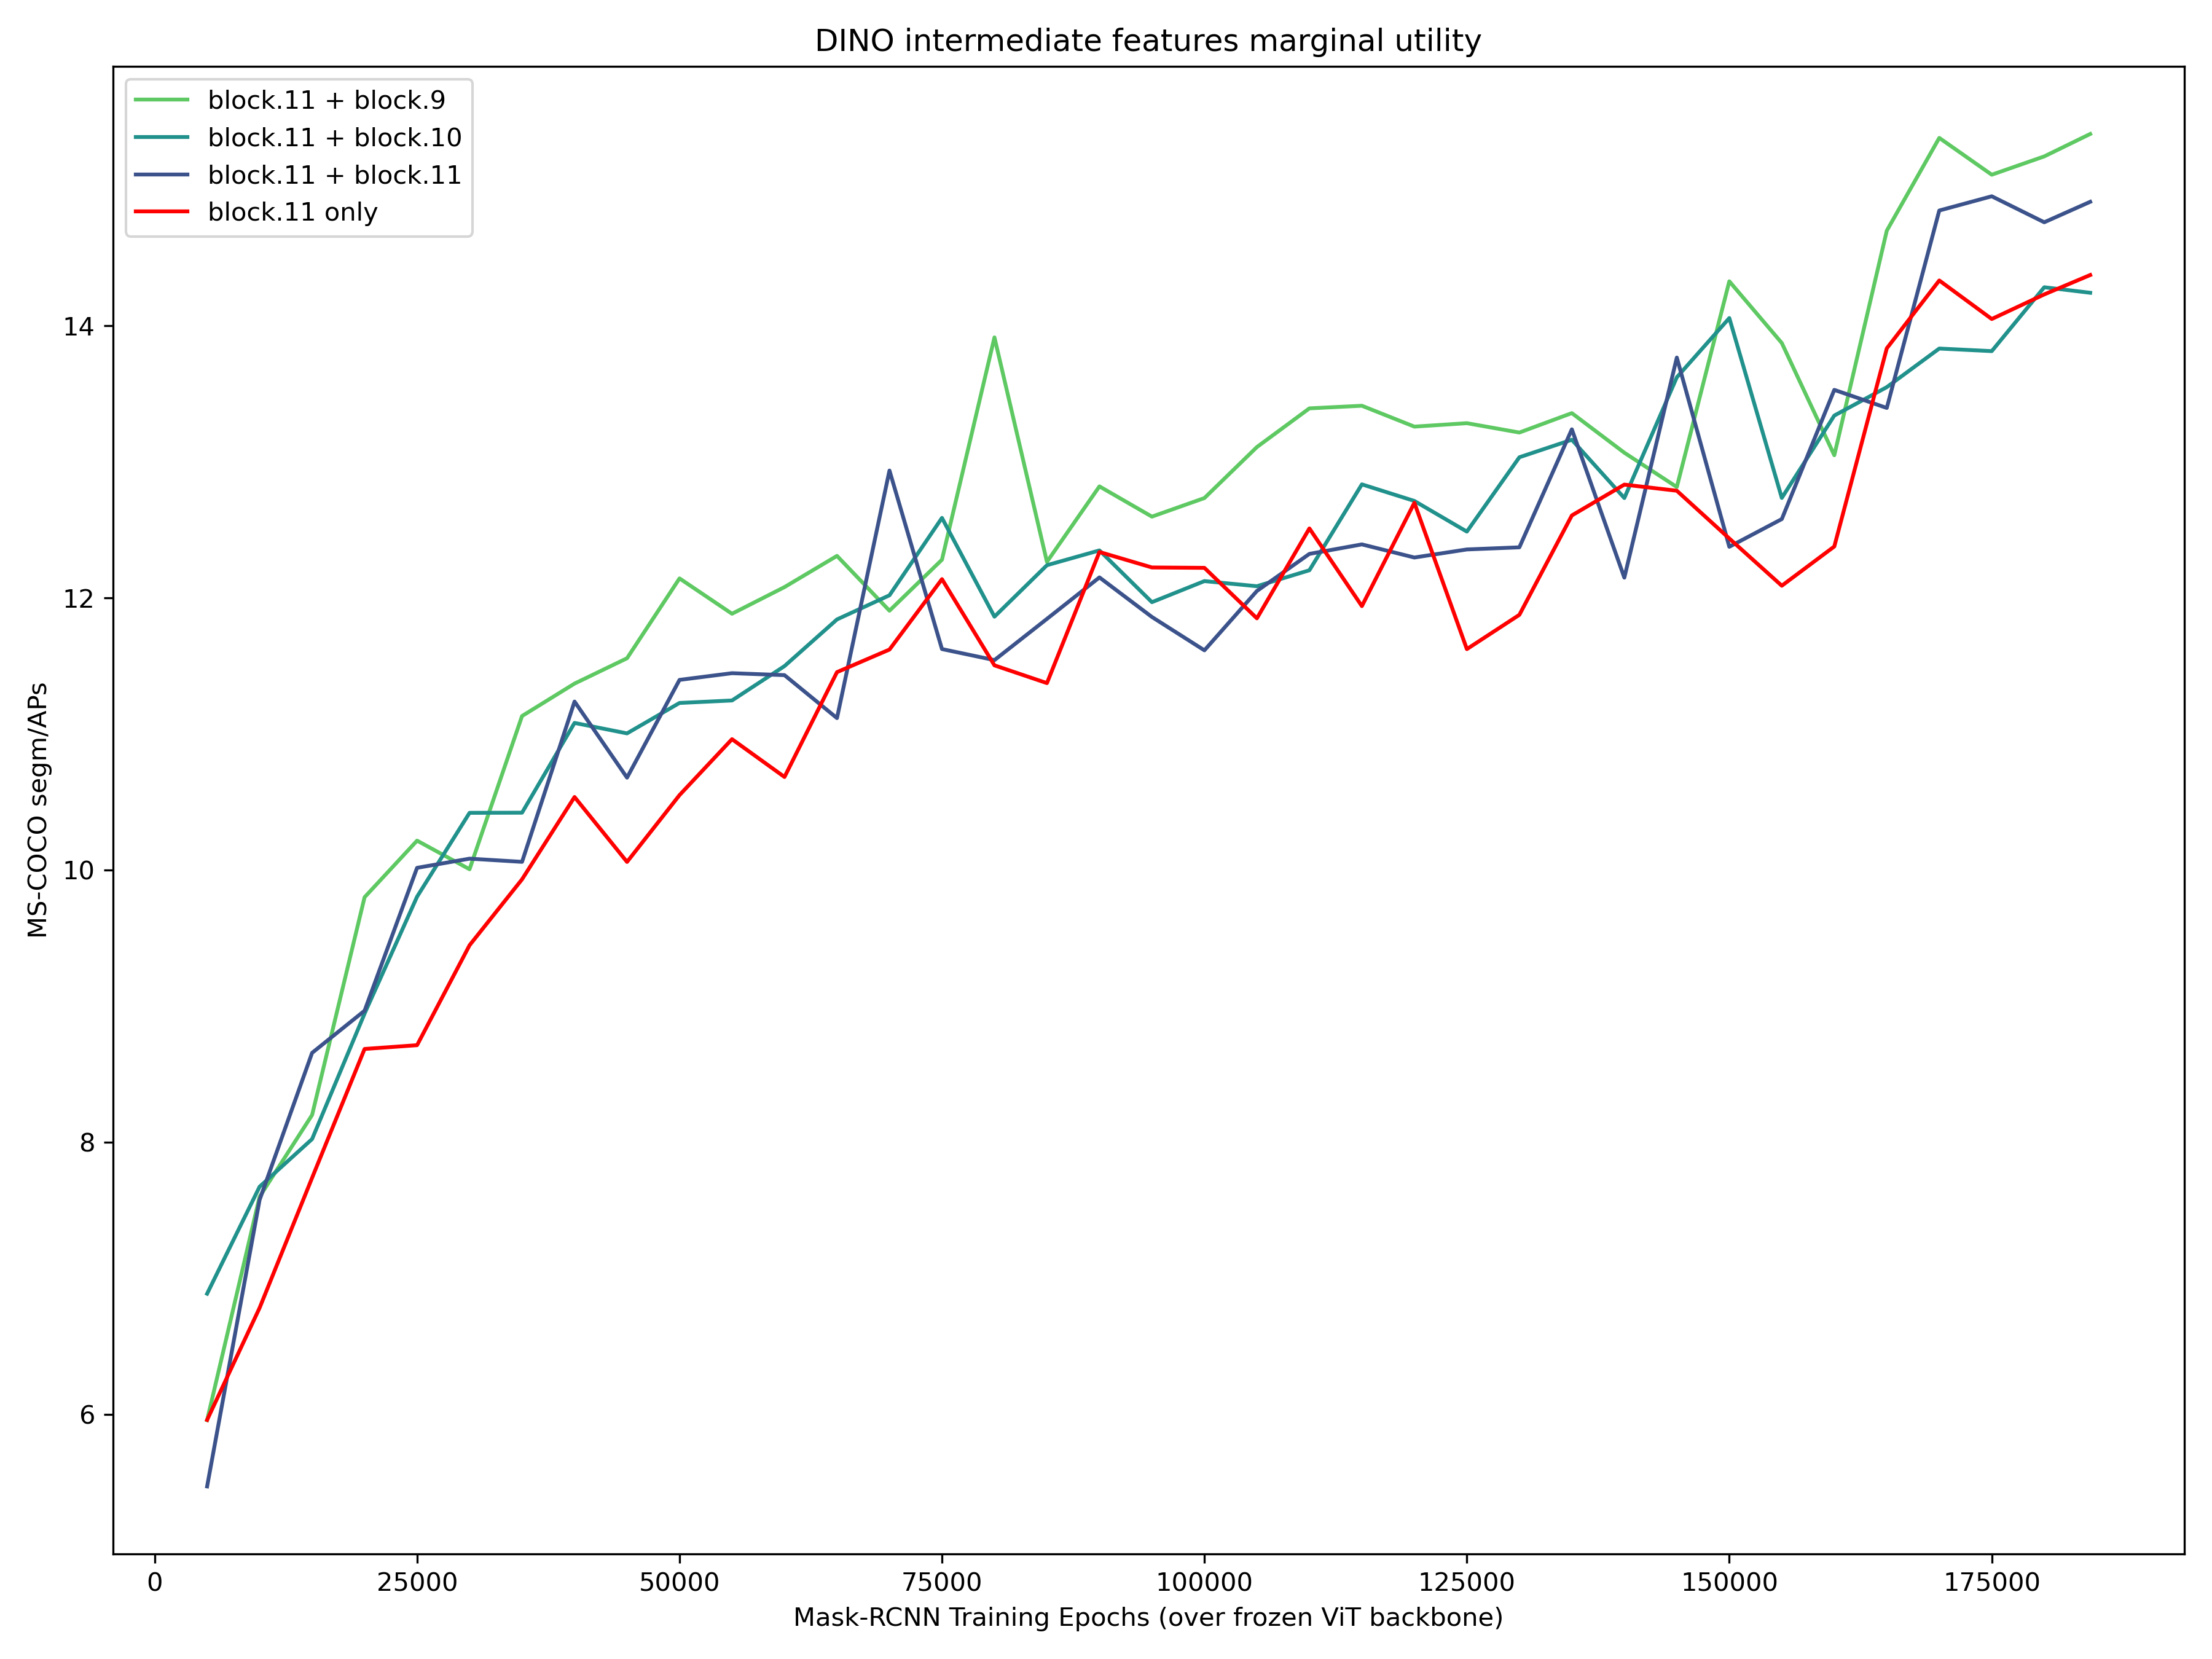 DINO intermediate features marginal utility
block.11 + block.9
block.11 + block.10
block.11 + block.11
block.11 only
MS-COCO segm/APs
14
12
10
8
6
0 25000 50000 75000 100000 125000 150000 175000
Mask-RCNN Training Epochs (over frozen ViT backbone)